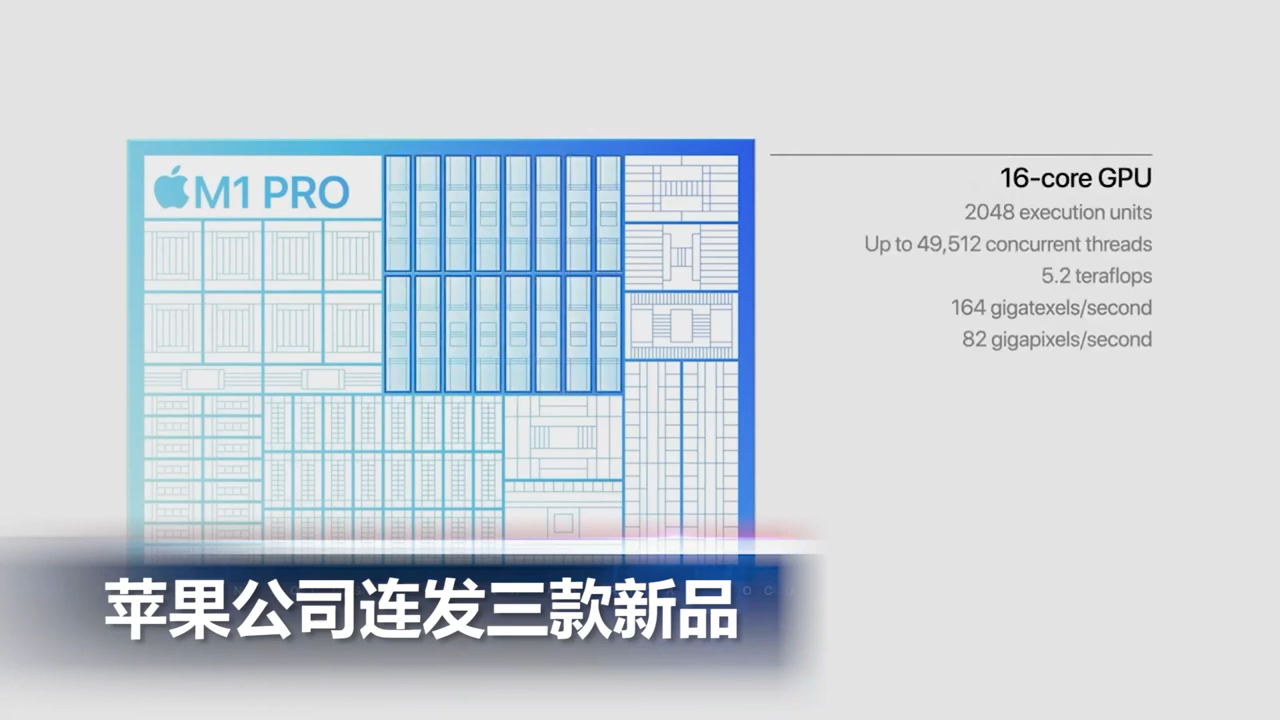 M1 PRO
16-core GPU
2048 execution units
Up to 49,512 concurrent threads
5.2 teraflops
164 gigatexels/second
82 gigapixels/second
苹果公司连发三款新品